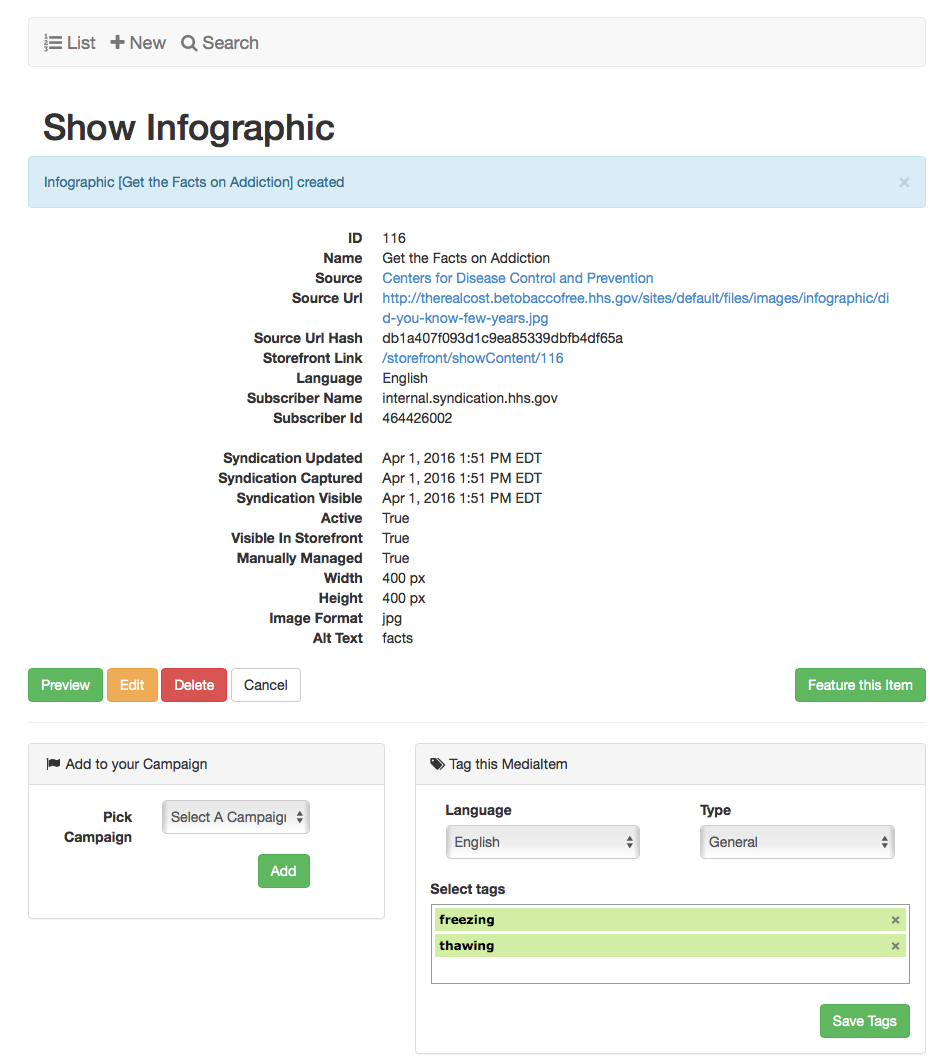 List New Search
Show Infographic
Infographic [Get the Facts on Addiction] created ×
ID 116
Name Get the Facts on Addiction
Source Centers for Disease Control and Prevention
Source Url http://therealcost.betobaccofree.hhs.gov/sites/default/files/images/infographic/di
d-you-know-few-years.jpg
Source Url Hash db1a407f093d1c9ea85339dbfb4df65a
Storefront Link /storefront/showContent/116
Language English
Subscriber Name internal.syndication.hhs.gov
Subscriber Id 464426002
Syndication Updated Apr 1, 2016 1:51 PM EDT
Syndication Captured Apr 1, 2016 1:51 PM EDT
Syndication Visible Apr 1, 2016 1:51 PM EDT
Active True
Visible In Storefront True
Manually Managed True
Width 400 px
Height 400 px
Image Format jpg
Alt Text facts
Preview Edit Delete Cancel Feature this Item
Add to your Campaign
Pick Campaign Select A Campaign
Add
Tag this MediaItem
Language Type
English General
Select tags
freezing ×
thawing ×
Save Tags